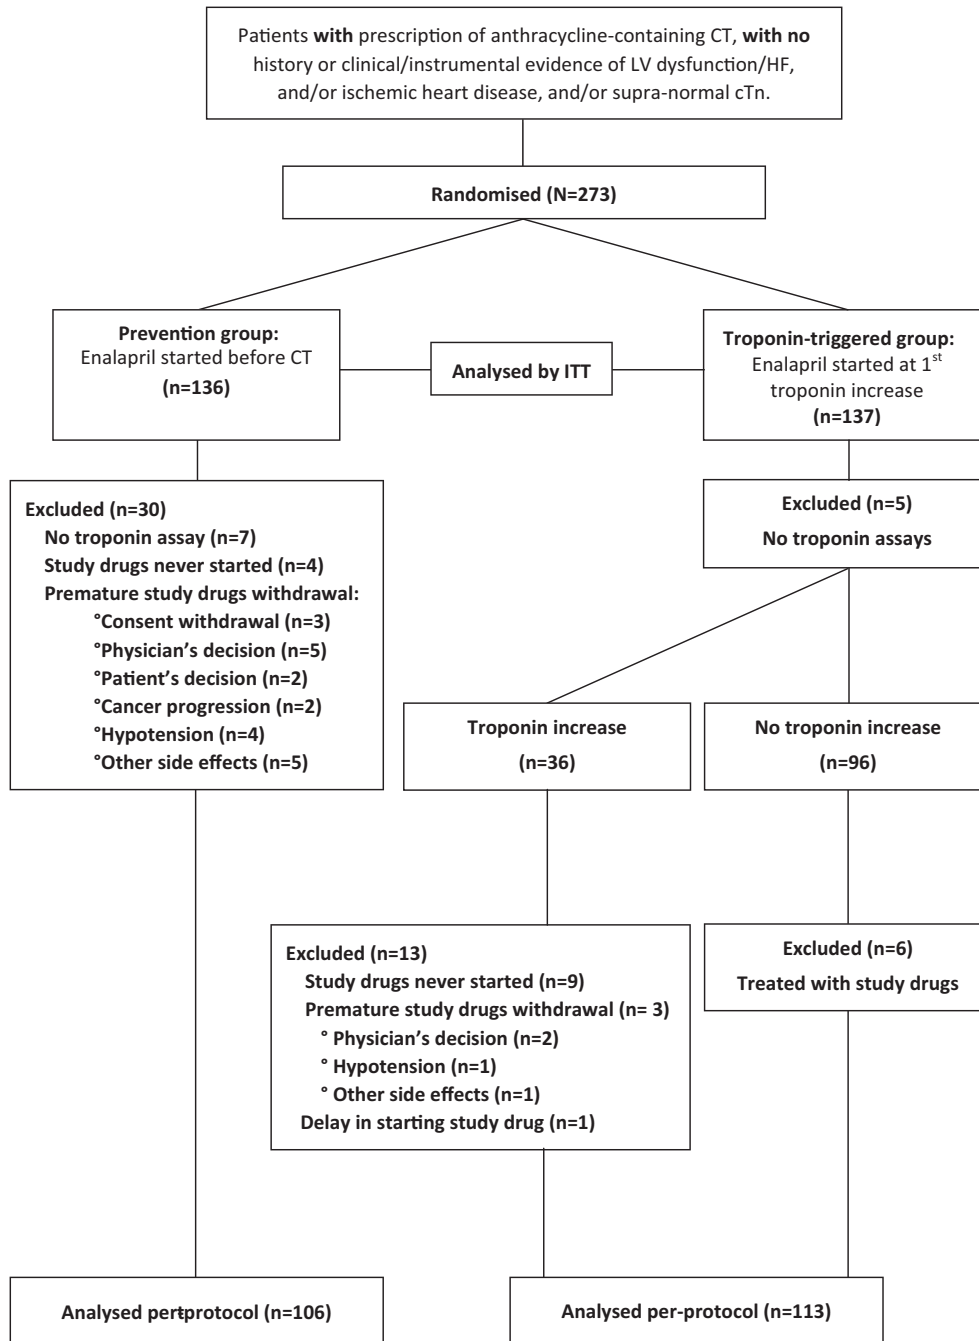 Patients with prescription of anthracycline-containing CT, with no
history or clinical/instrumental evidence of LV dysfunction/HF,
and/or ischemic heart disease, and/or supra-normal cTn.
Randomised (N=273)
Prevention group:
Enalapril started before CT
(n=136)
Analysed by ITT
Troponin-triggered group:
Enalapril started at 1st
troponin increase
(n=137)
Excluded (n=30)
No troponin assay (n=7)
Study drugs never started (n=4)
Premature study drugs withdrawal:
°Consent withdrawal (n=3)
°Physician's decision (n=5)
°Patient's decision (n=2)
°Cancer progression (n=2)
°Hypotension (n=4)
°Other side effects (n=5)
Excluded (n=5)
No troponin assays
Troponin increase
(n=36)
No troponin increase
(n=96)
Excluded (n=13)
Study drugs never started (n=9)
Premature study drugs withdrawal (n= 3)
° Physician's decision (n=2)
° Hypotension (n=1)
° Other side effects (n=1)
Delay in starting study drug (n=1)
Excluded (n=6)
Treated with study drugs
Analysed per-protocol (n=106)
Analysed per-protocol (n=113)